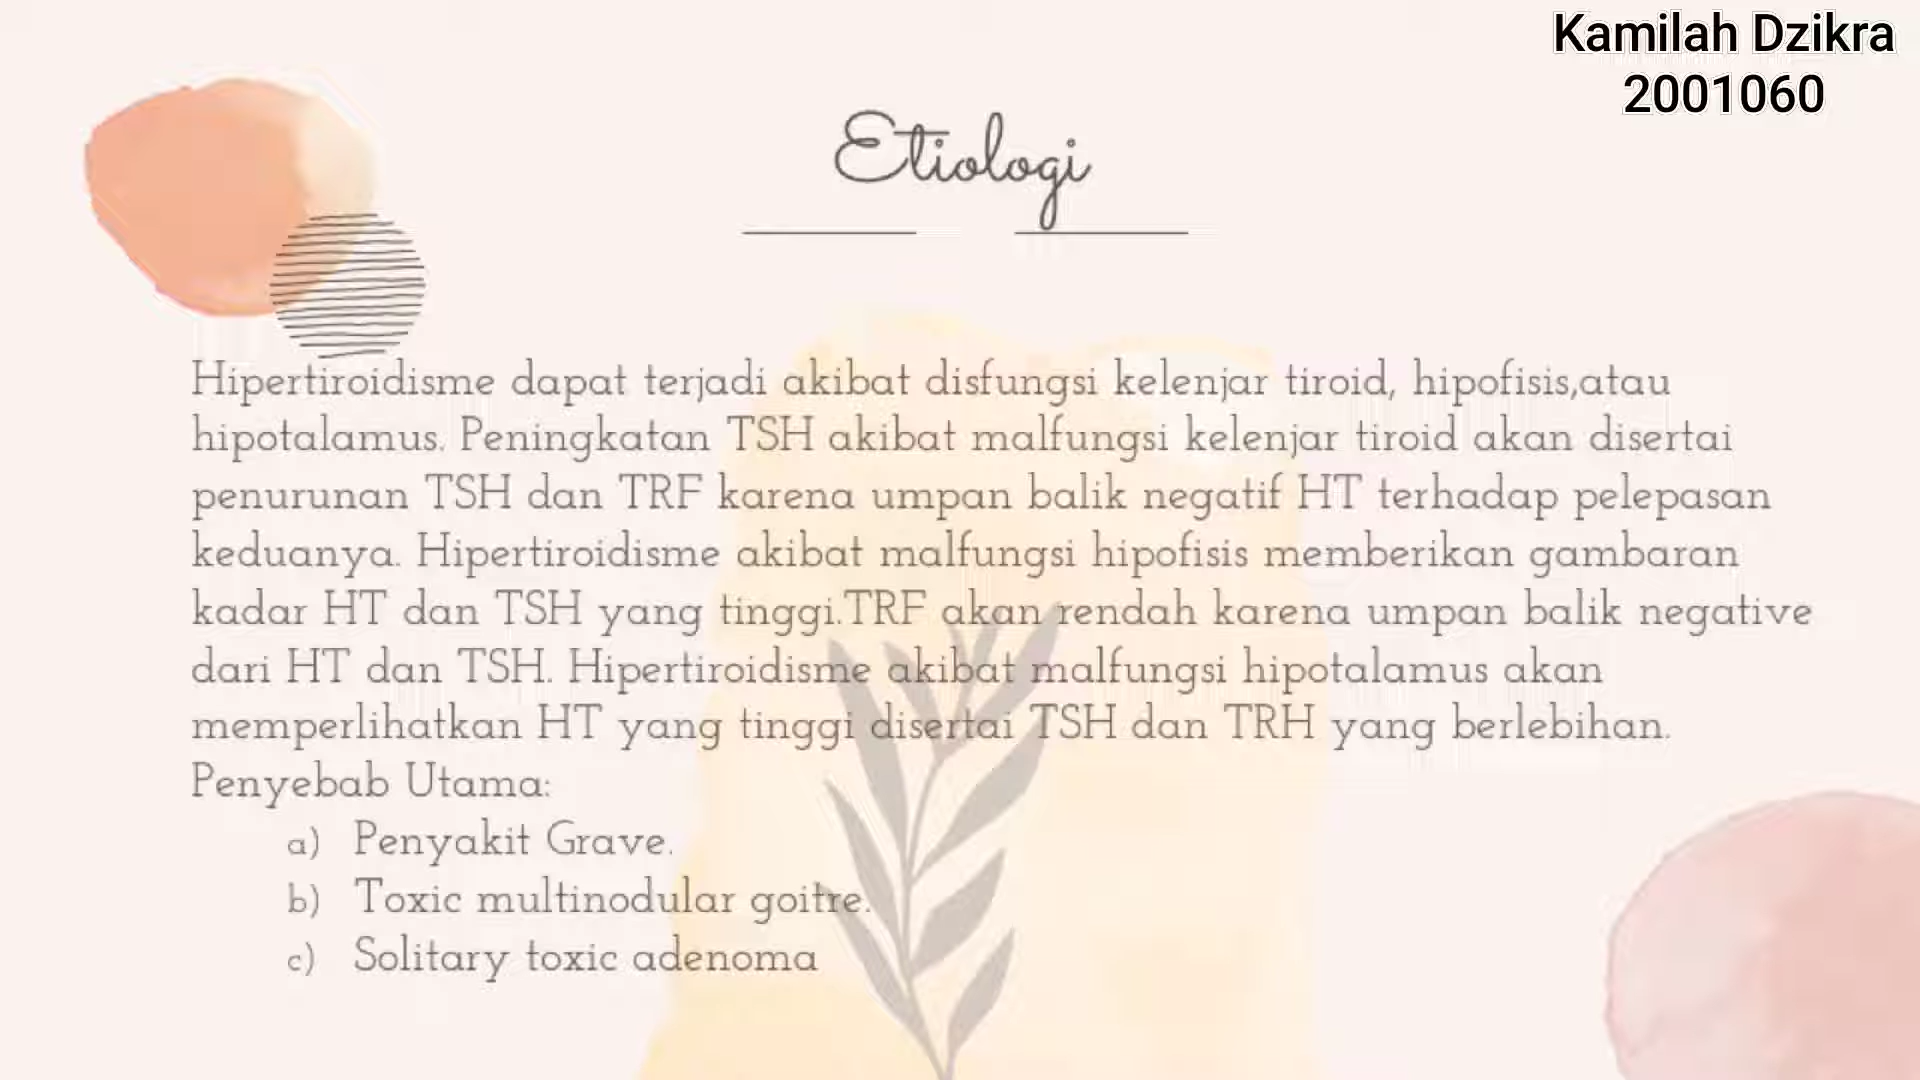 Kamilah Dzikra
2001060
Etiologi
Hipertiroidisme dapat terjadi akibat disfungsi kelenjar tiroid, hipofisis,atau
hipotalamus. Peningkatan TSH akibat malfungsi kelenjar tiroid akan disertai
penurunan TSH dan TRF karena umpan balik negatif HT terhadap pelepasan
keduanya. Hipertiroidisme akibat malfungsi hipofisis memberikan gambaran
kadar HT dan TSH yang tinggi.TRF akan rendah karena umpan balik negative
dari HT dan TSH. Hipertiroidisme akibat malfungsi hipotalamus akan
memperlihatkan HT yang tinggi disertai TSH dan TRH yang berlebihan.
Penyebab Utama:
a) Penyakit Grave.
b) Toxic multinodular goitre.
c) Solitary toxic adenoma